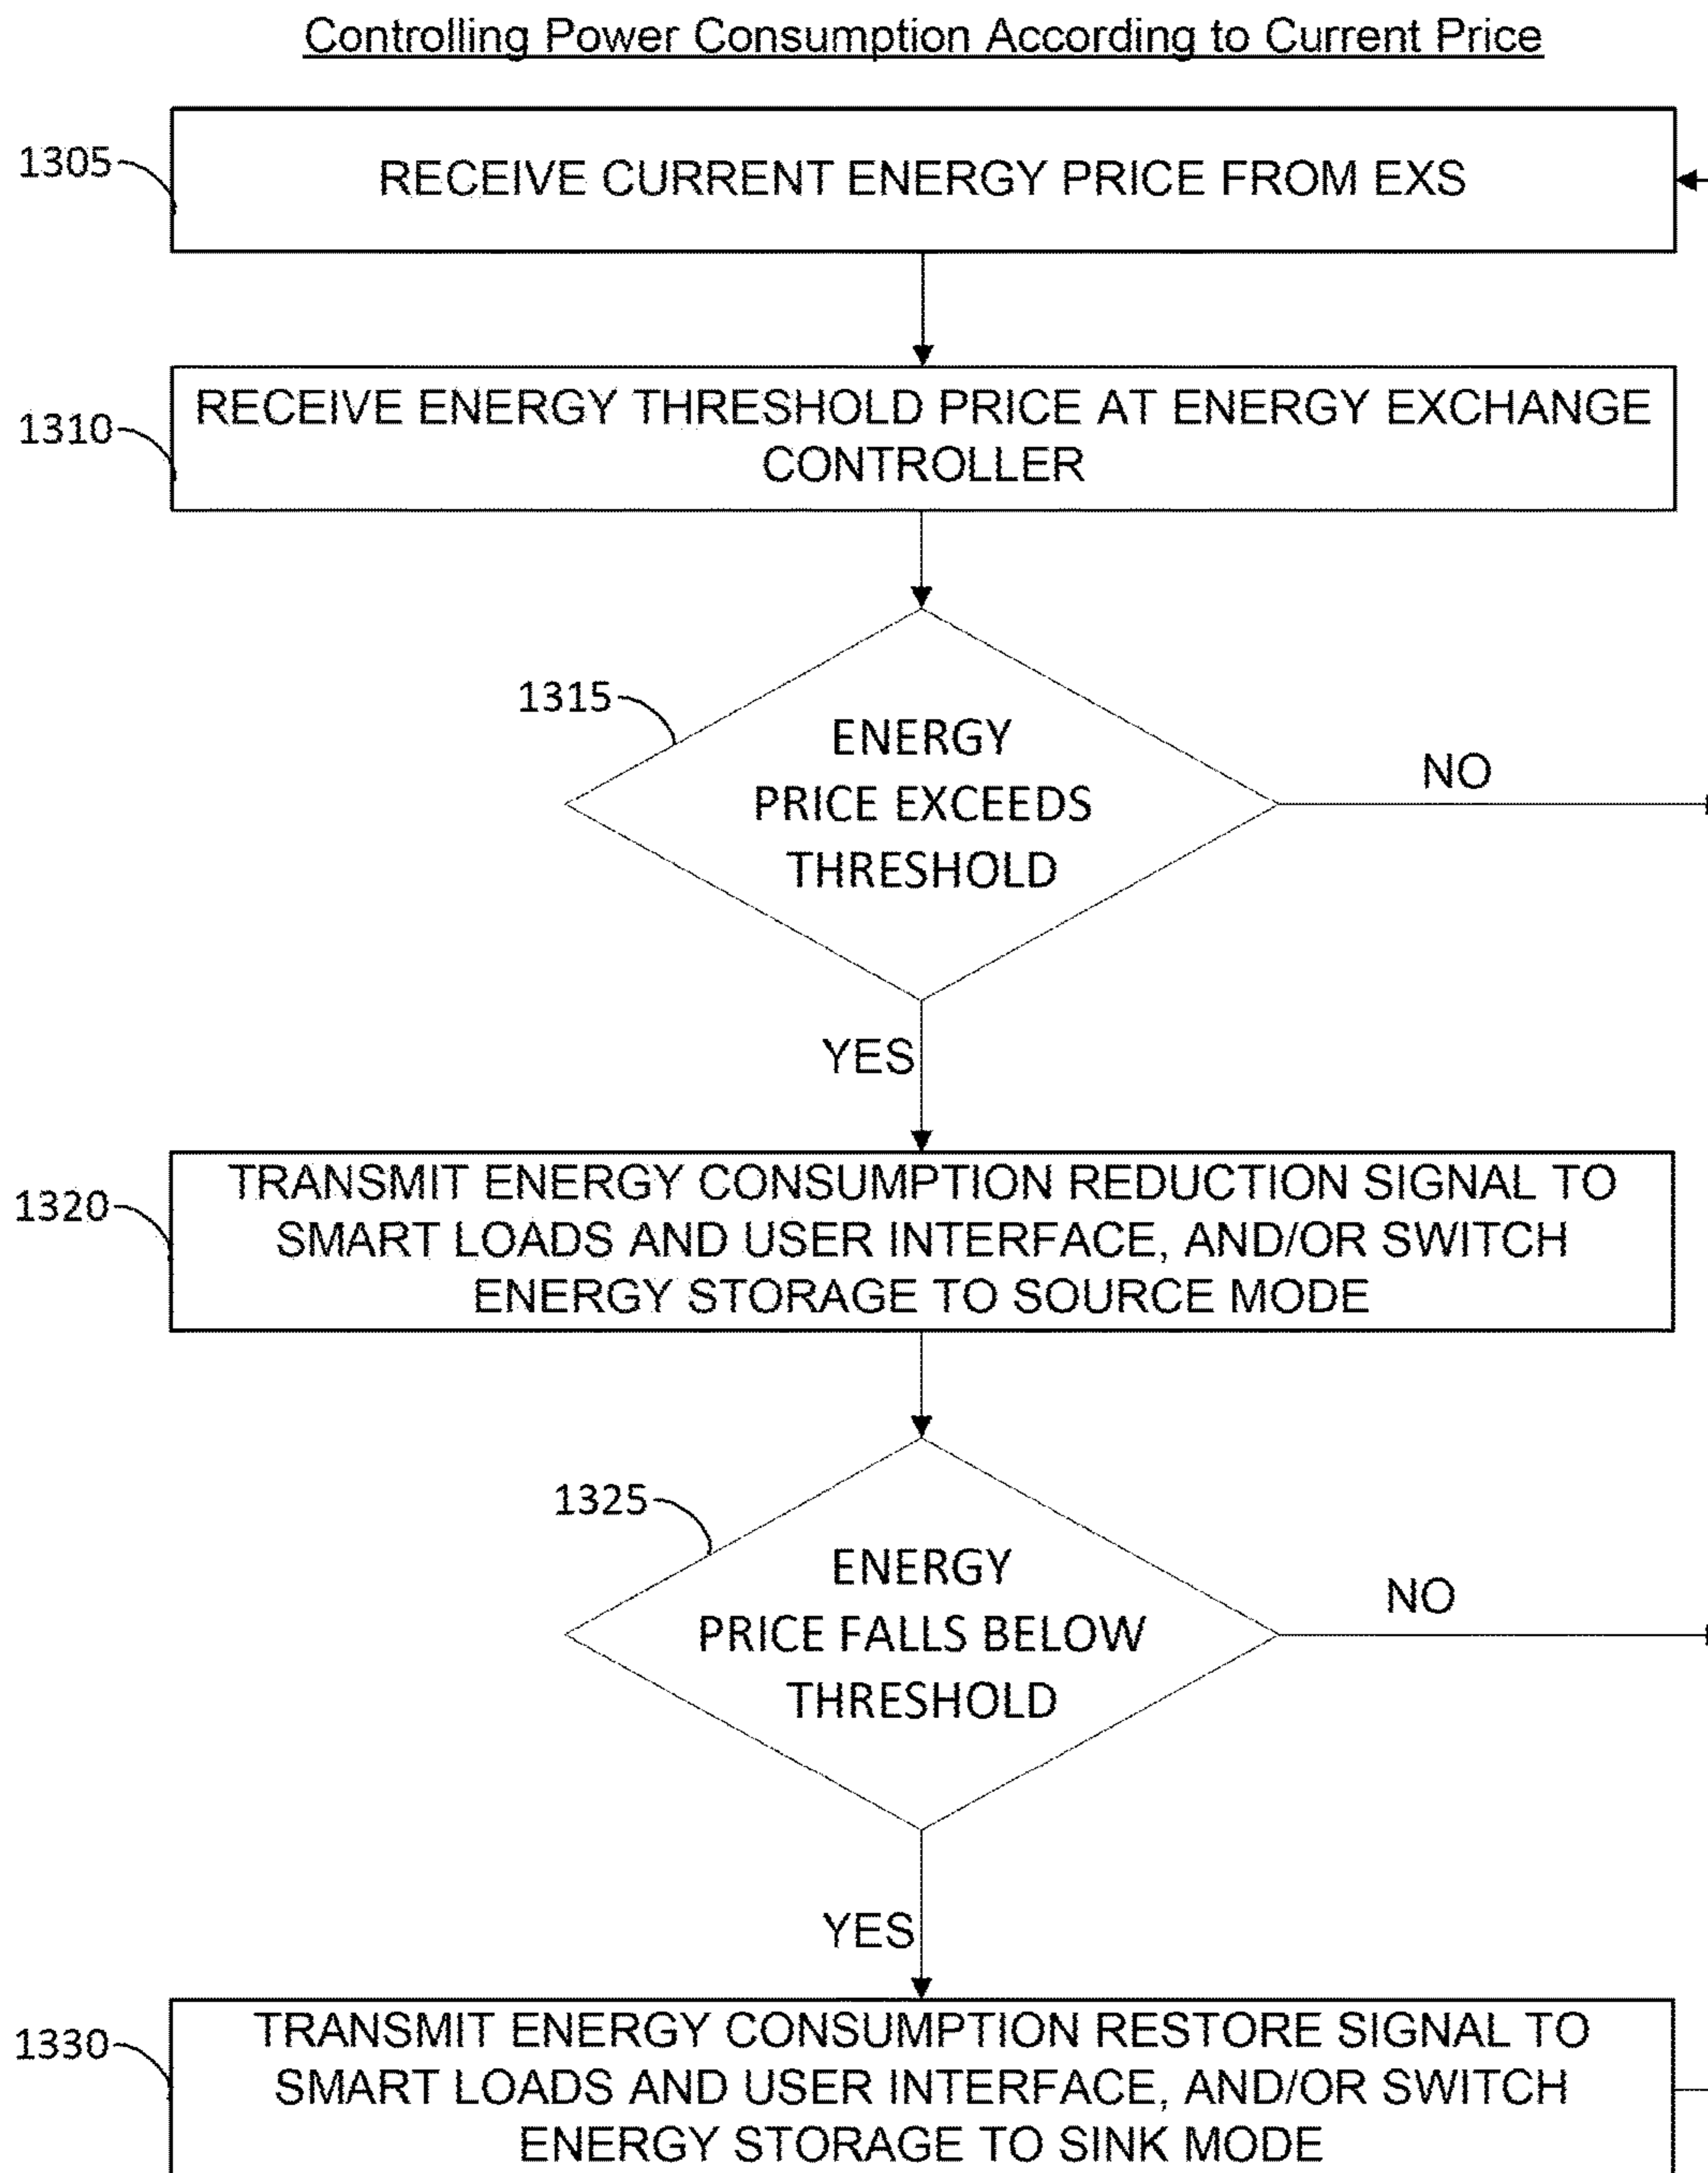 Controlling Power Consumption According to Current Price
1305
RECEIVE CURRENT ENERGY PRICE FROM EXS
1310
RECEIVE ENERGY THRESHOLD PRICE AT ENERGY EXCHANGE
CONTROLLER
1315
ENERGY
PRICE EXCEEDS
THRESHOLD
NO
YES
1320
TRANSMIT ENERGY CONSUMPTION REDUCTION SIGNAL TO
SMART LOADS AND USER INTERFACE, AND/OR SWITCH
ENERGY STORAGE TO SOURCE MODE
1325
ENERGY
PRICE FALLS BELOW
THRESHOLD
NO
YES
1330
TRANSMIT ENERGY CONSUMPTION RESTORE SIGNAL TO
SMART LOADS AND USER INTERFACE, AND/OR SWITCH
ENERGY STORAGE TO SINK MODE